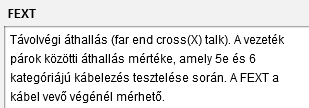 FEXT
Távolvégi áthallás (far end cross(X) talk). A vezeték
párok közötti áthallás mértéke, amely 5e és 6
kategóriájú kábelezés tesztelése során. A FEXT a
kábel vevő végénél mérhető.